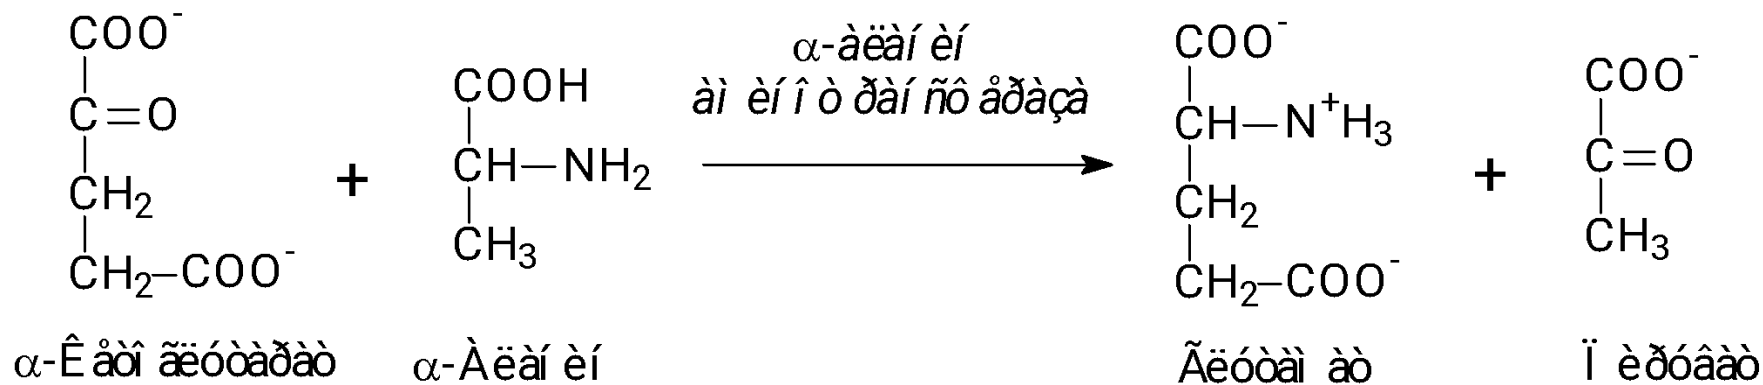 COO⁻
C=O
CH₂
CH₂–COO⁻
α-Êåòî ãëóòàðàò
+
COOH
CH–NH₂
CH₃
α-Àëàí èí
α-àëàí èí
àì èí î ò ðàí ñô åðàçà
COO⁻
CH–N⁺H₃
CH₂
CH₂–COO⁻
Ãëóòàì àò
+
COO⁻
C=O
CH₃
Ï èðóâàò